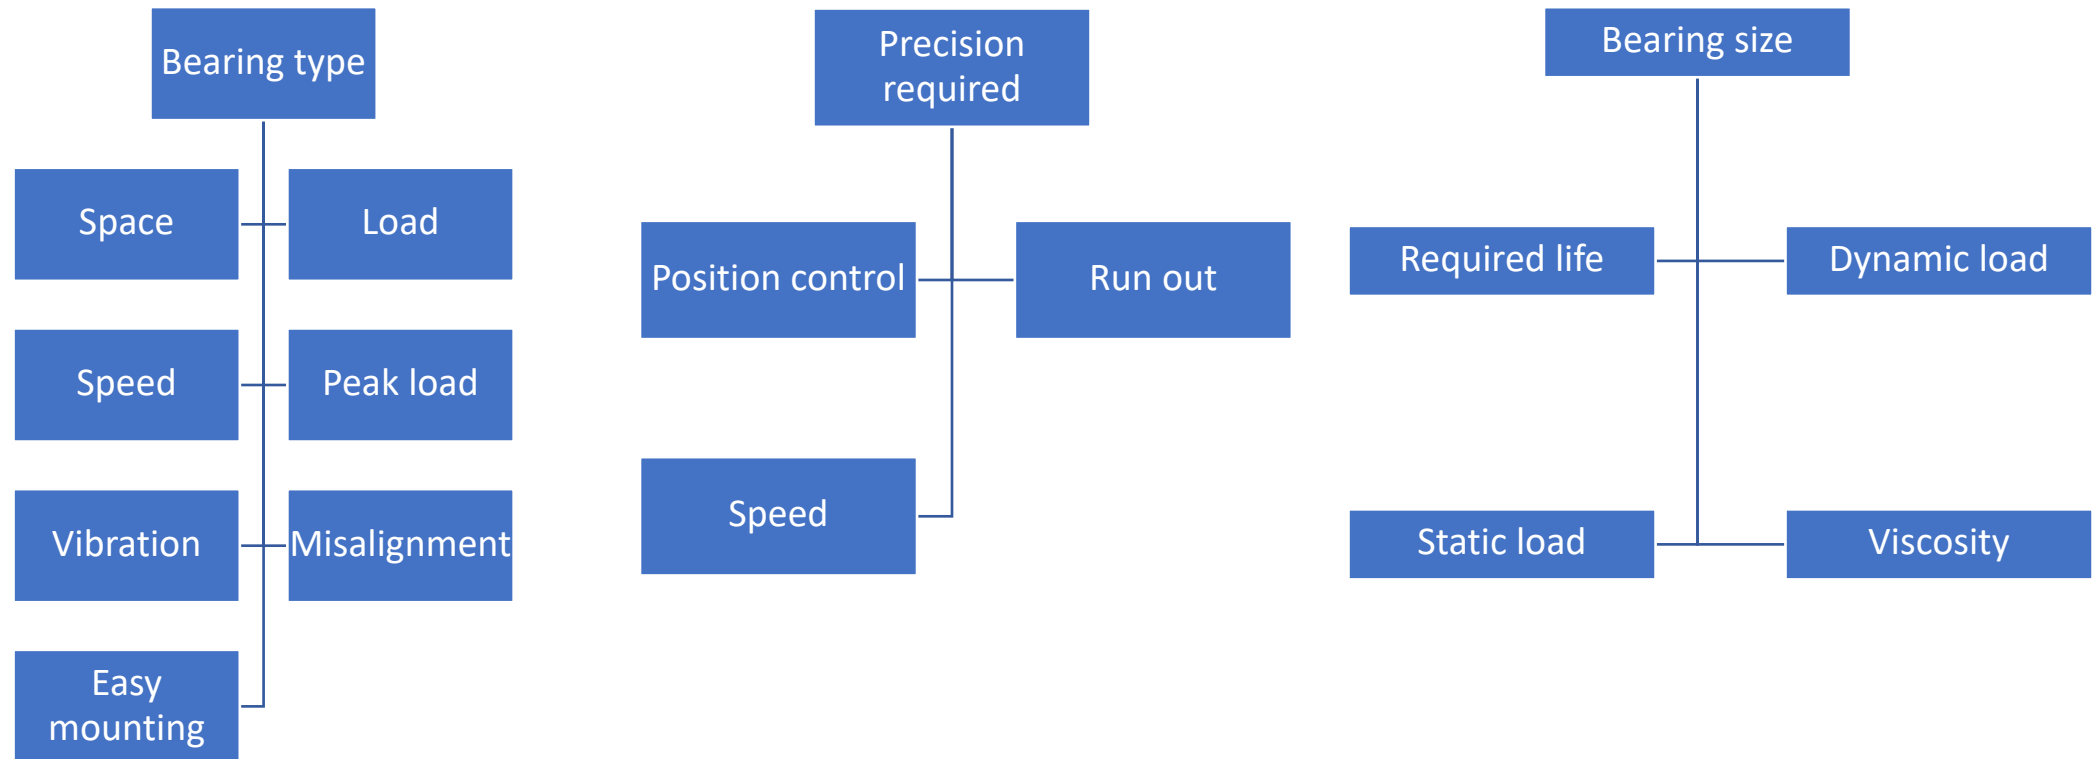 Bearing type
Space
Load
Speed
Peak load
Vibration
Misalignment
Easy
mounting
Precision
required
Position control
Run out
Speed
Bearing size
Required life
Dynamic load
Static load
Viscosity